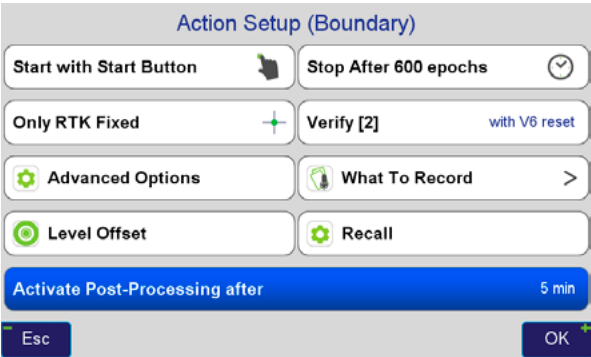 Action Setup (Boundary)
Start with Start Button
Stop After 600 epochs
Only RTK Fixed
Verify [2] with V6 reset
Advanced Options
What To Record >
Level Offset
Recall
Activate Post-Processing after 5 min
Esc
OK